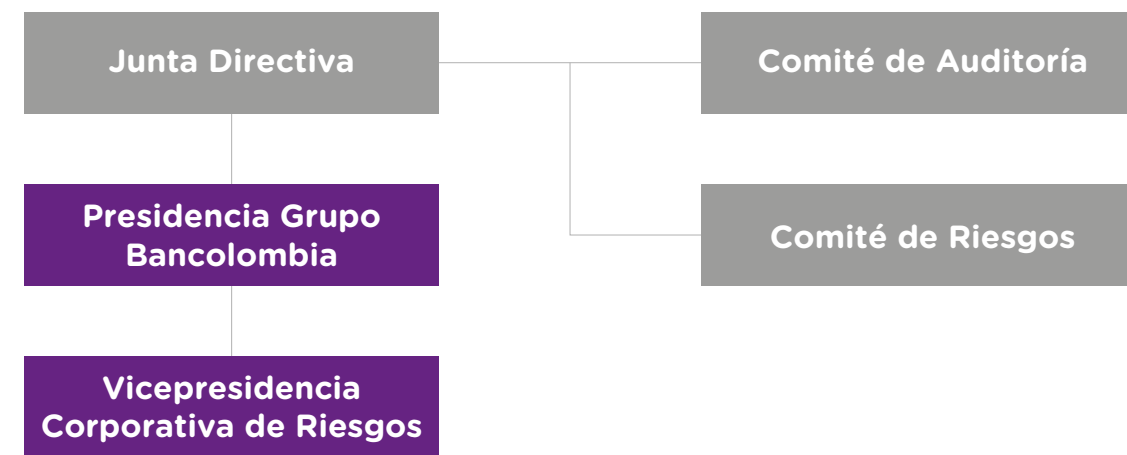 Junta Directiva
Comité de Auditoría
Presidencia Grupo
Bancolombia
Comité de Riesgos
Vicepresidencia
Corporativa de Riesgos